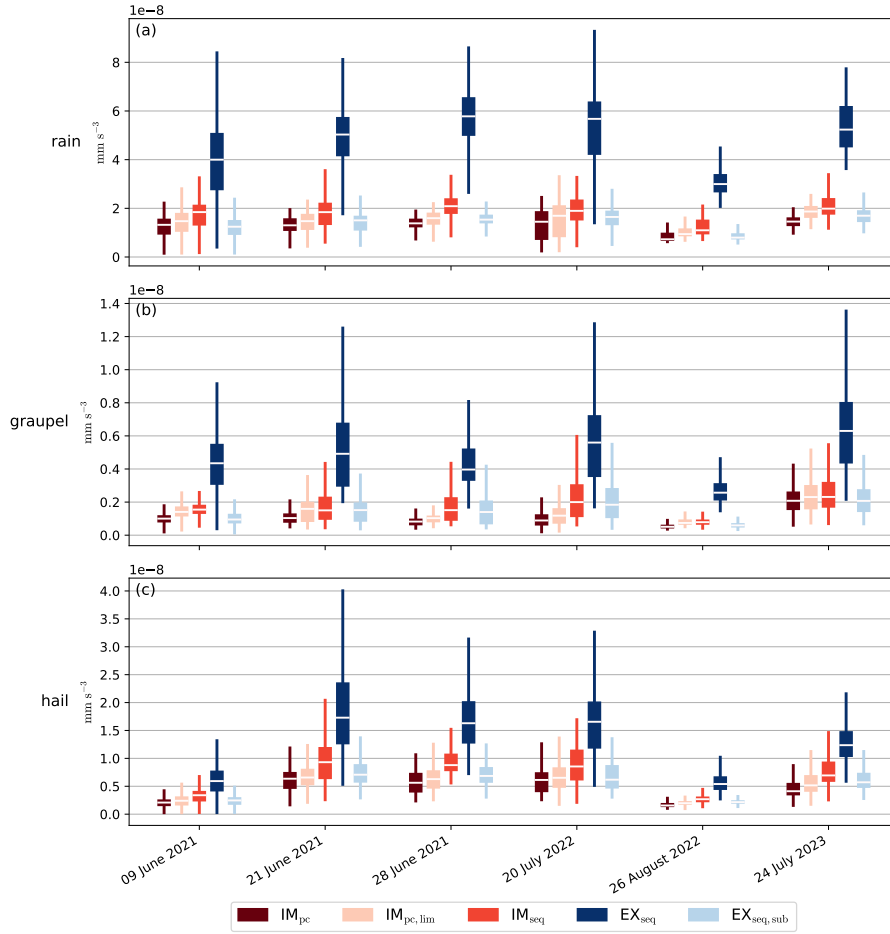 1e−8
(a)
8
6
rain
mm s⁻³
4
2
0
1e−8
(b)
1.4
1.2
1.0
0.8
graupel
mm s⁻³
0.6
0.4
0.2
0.0
1e−8
(c)
4.0
3.5
3.0
2.5
hail
mm s⁻³
2.0
1.5
1.0
0.5
0.0
09 June 2021
21 June 2021
28 June 2021
20 July 2022
26 August 2022
24 July 2023
IMpc IMpc, lim IMseq EXseq EXseq, sub